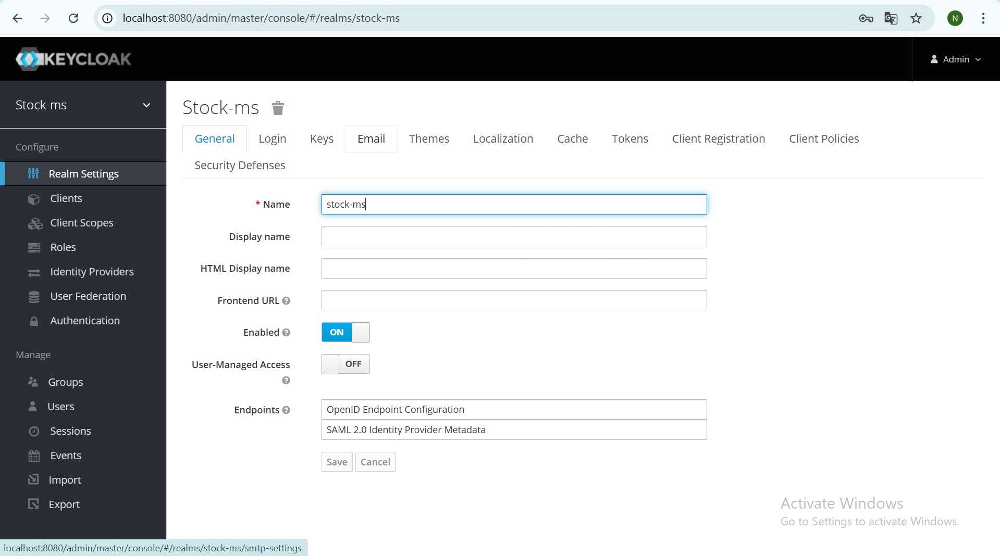 localhost:8080/admin/master/console/#/realms/stock-ms
N
KEYCLOAK
Admin
Stock-ms
Configure
Realm Settings
Clients
Client Scopes
Roles
Identity Providers
User Federation
Authentication
Manage
Groups
Users
Sessions
Events
Import
Export
Stock-ms
General Login Keys Email Themes Localization Cache Tokens Client Registration Client Policies
Security Defenses
* Name stock-ms
Display name
HTML Display name
Frontend URL
Enabled ON
User-Managed Access OFF
Endpoints OpenID Endpoint Configuration
SAML 2.0 Identity Provider Metadata
Save Cancel
Activate Windows
Go to Settings to activate Windows.
localhost:8080/admin/master/console/#/realms/stock-ms/smtp-settings